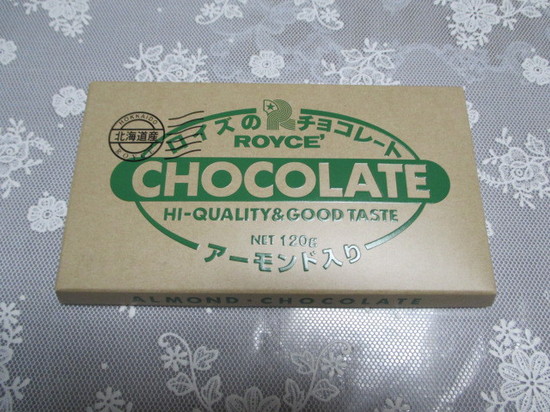 HOKKAIDO
北海道産
ロイズの R チョコレート
ROYCE'
CHOCOLATE
HI-QUALITY&GOOD TASTE
NET 120g
アーモンド入り
ALMOND・CHOCOLATE